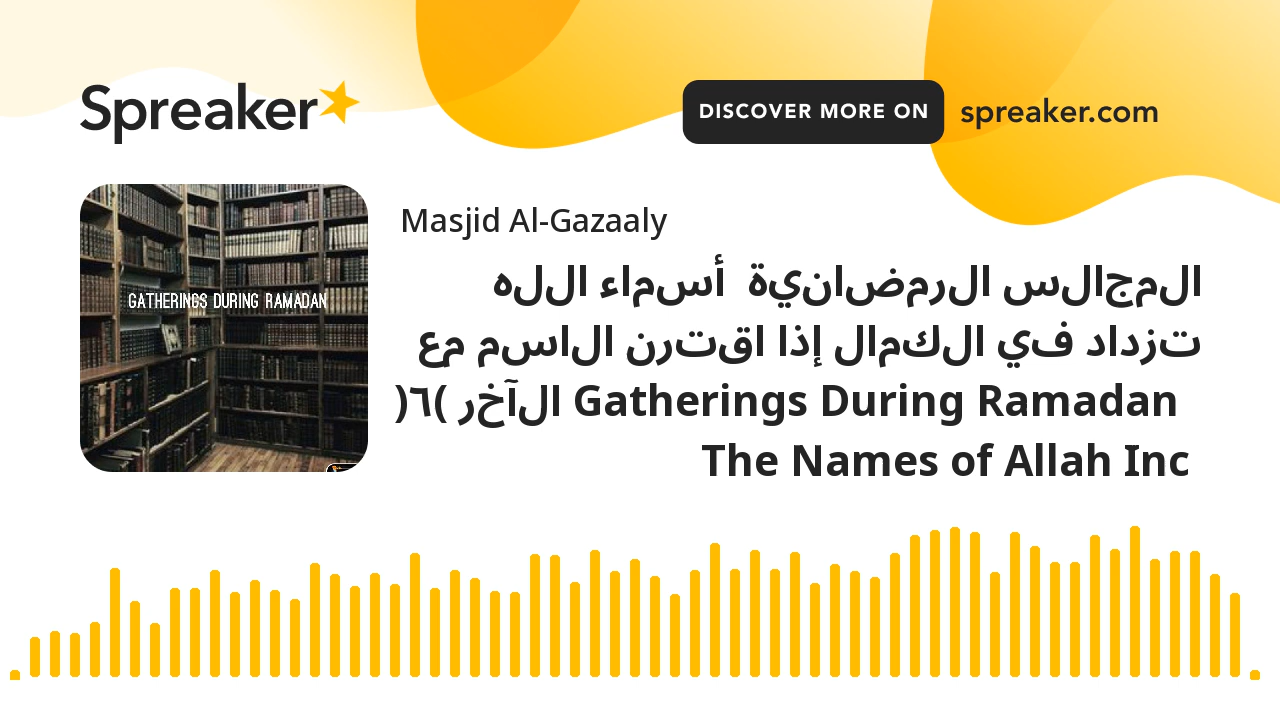 Spreaker
DISCOVER MORE ON spreaker.com
GATHERINGS DURING RAMADAN
Masjid Al-Gazaaly
المجالس الرمضانية أسماء الله
تزداد في الكمال إذا اقترن الاسم مع
الآخر (٦) Gatherings During Ramadan
The Names of Allah Inc